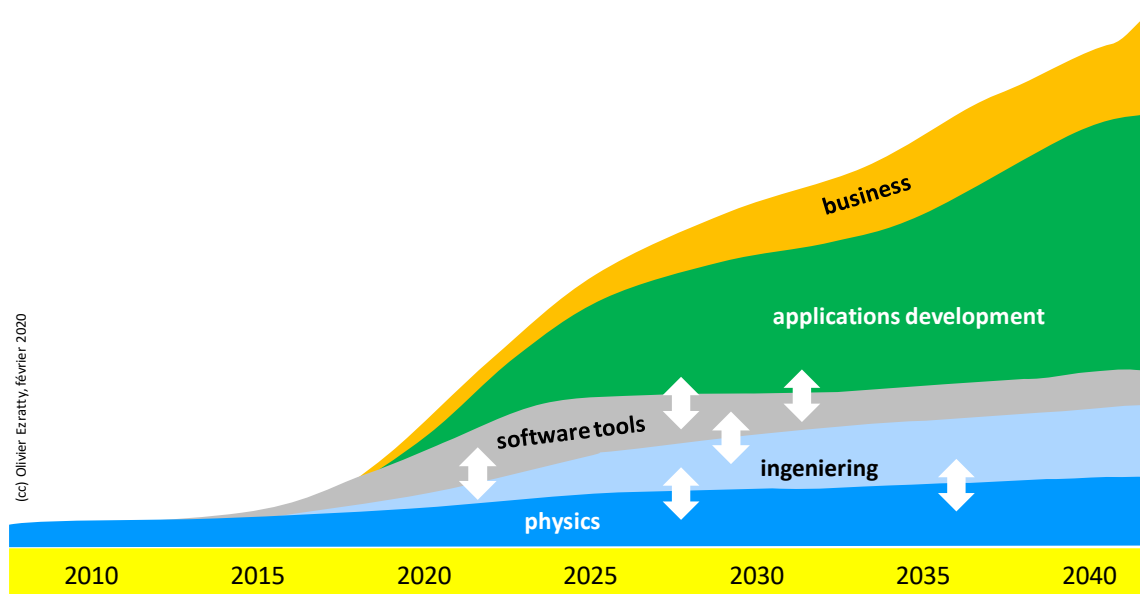 business
applications development
software tools
ingeniering
physics
2010 2015 2020 2025 2030 2035 2040
(cc) Olivier Ezratty, février 2020